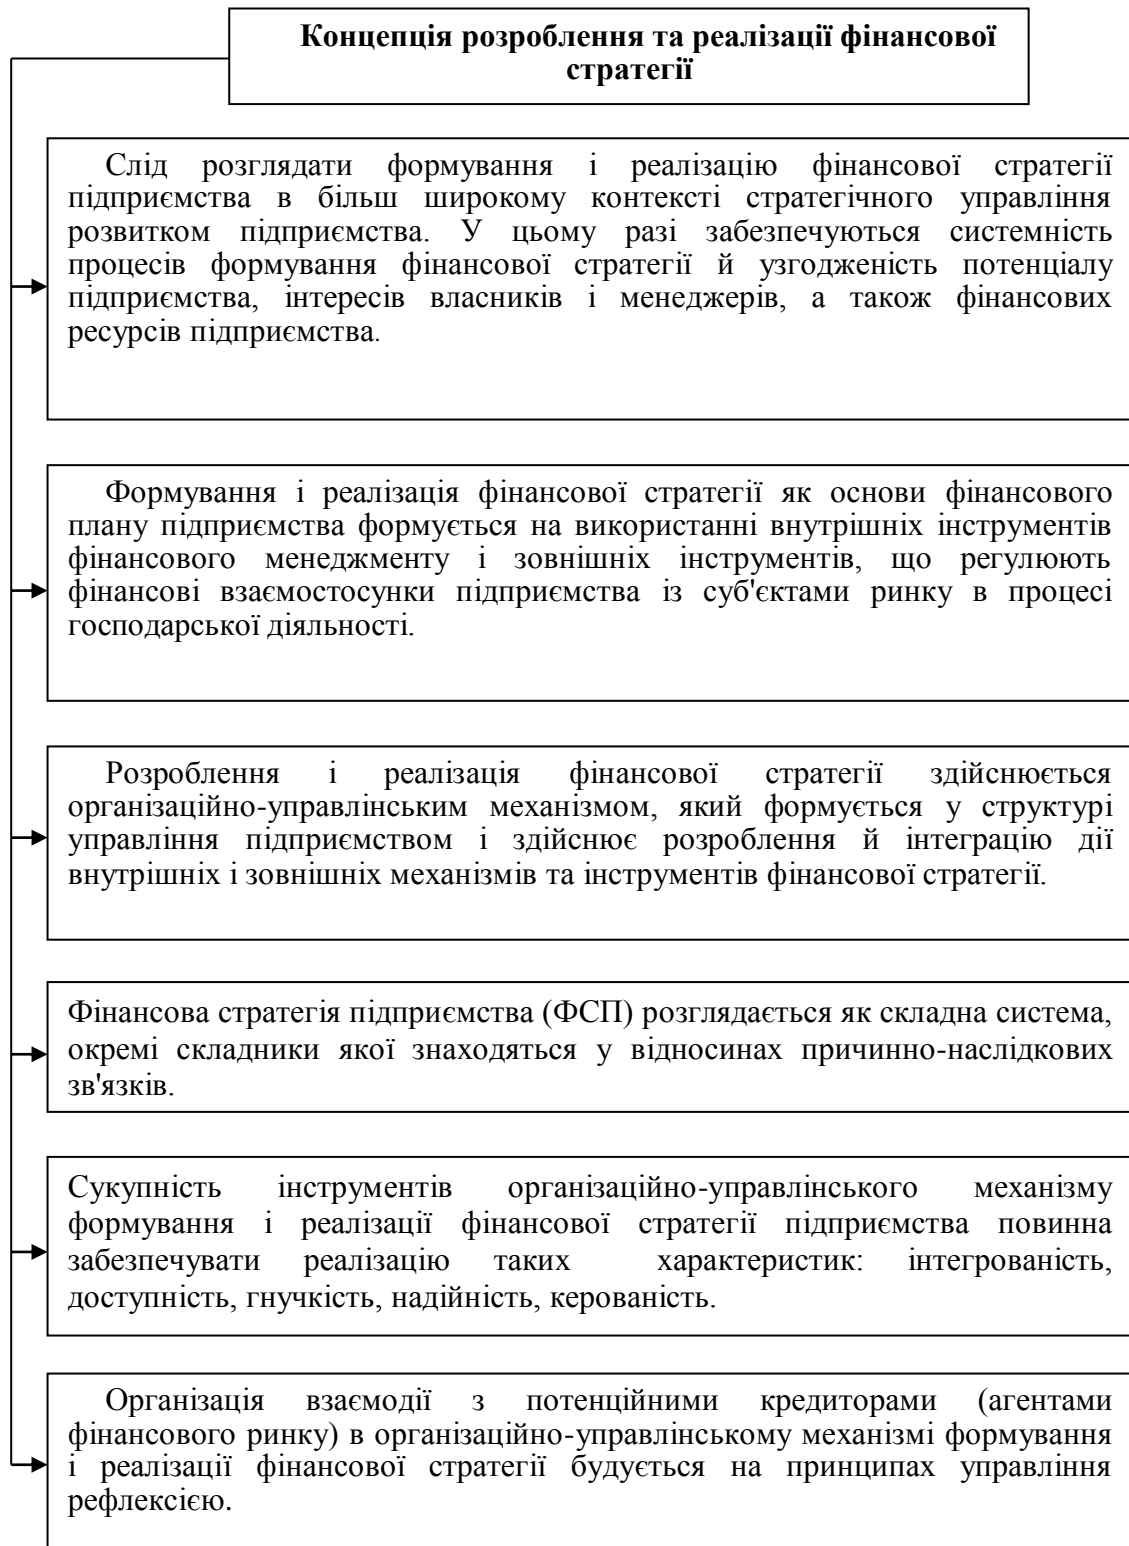 Концепція розроблення та реалізації фінансової
стратегії
Слід розглядати формування і реалізацію фінансової стратегії
підприємства в більш широкому контексті стратегічного управління
розвитком підприємства. У цьому разі забезпечуються системність
процесів формування фінансової стратегії й узгодженість потенціалу
підприємства, інтересів власників і менеджерів, а також фінансових
ресурсів підприємства.
Формування і реалізація фінансової стратегії як основи фінансового
плану підприємства формується на використанні внутрішніх інструментів
фінансового менеджменту і зовнішніх інструментів, що регулюють
фінансові взаємостосунки підприємства із суб'єктами ринку в процесі
господарської діяльності.
Розроблення і реалізація фінансової стратегії здійснюється
організаційно-управлінським механізмом, який формується у структурі
управління підприємством і здійснює розроблення й інтеграцію дії
внутрішніх і зовнішніх механізмів та інструментів фінансової стратегії.
Фінансова стратегія підприємства (ФСП) розглядається як складна система,
окремі складники якої знаходяться у відносинах причинно-наслідкових
зв'язків.
Сукупність інструментів організаційно-управлінського механізму
формування і реалізації фінансової стратегії підприємства повинна
забезпечувати реалізацію таких характеристик: інтегрованість,
доступність, гнучкість, надійність, керованість.
Організація взаємодії з потенційними кредиторами (агентами
фінансового ринку) в організаційно-управлінському механізмі формування
і реалізації фінансової стратегії будується на принципах управління
рефлексією.